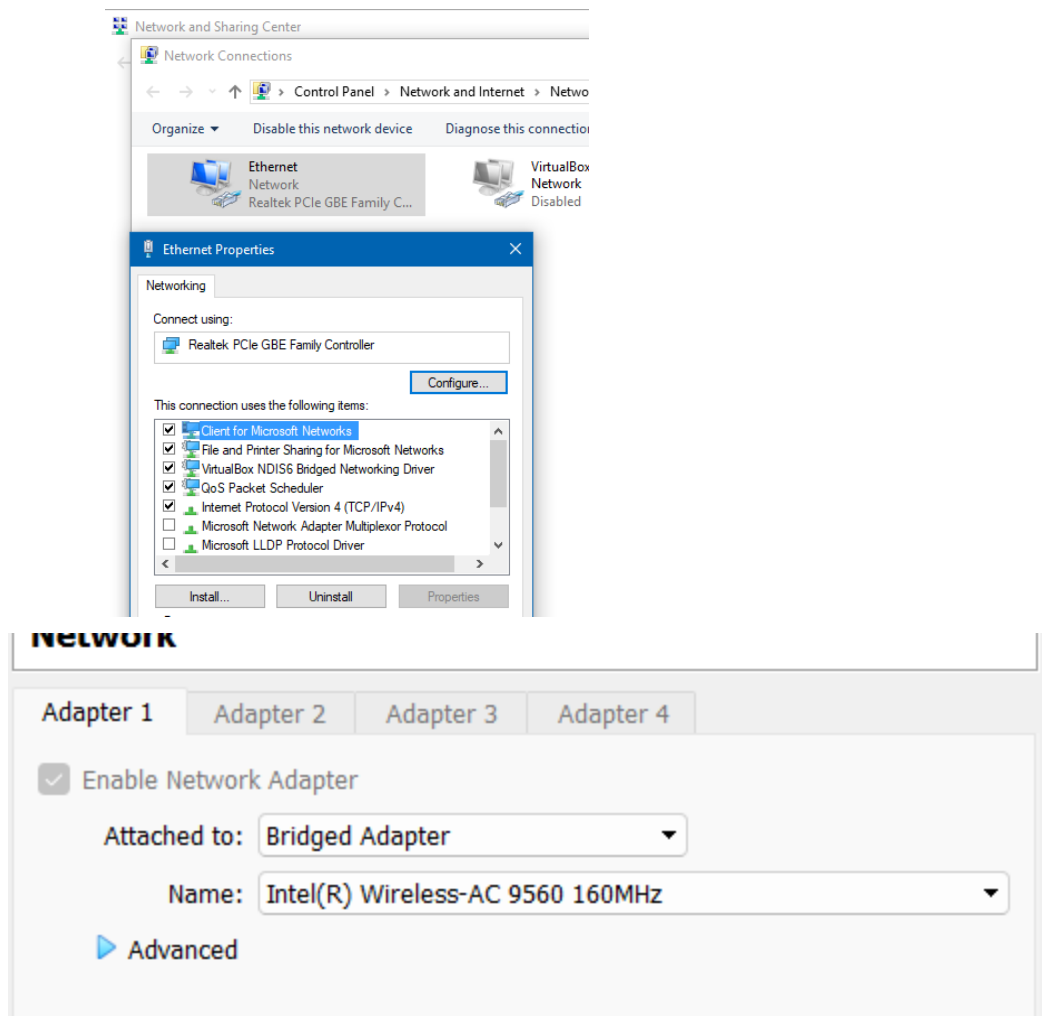 Network and Sharing Center
Network Connections
Control Panel > Network and Internet > Netwo
Organize Disable this network device Diagnose this connection
Ethernet
Network
Realtek PCIe GBE Family C...
VirtualBox
Network
Disabled
Ethernet Properties
Networking
Connect using:
Realtek PCIe GBE Family Controller
Configure...
This connection uses the following items:
Client for Microsoft Networks
File and Printer Sharing for Microsoft Networks
VirtualBox NDIS6 Bridged Networking Driver
QoS Packet Scheduler
Internet Protocol Version 4 (TCP/IPv4)
Microsoft Network Adapter Multiplexor Protocol
Microsoft LLDP Protocol Driver
Install... Uninstall Properties
Network
Adapter 1 Adapter 2 Adapter 3 Adapter 4
Enable Network Adapter
Attached to: Bridged Adapter
Name: Intel(R) Wireless-AC 9560 160MHz
Advanced